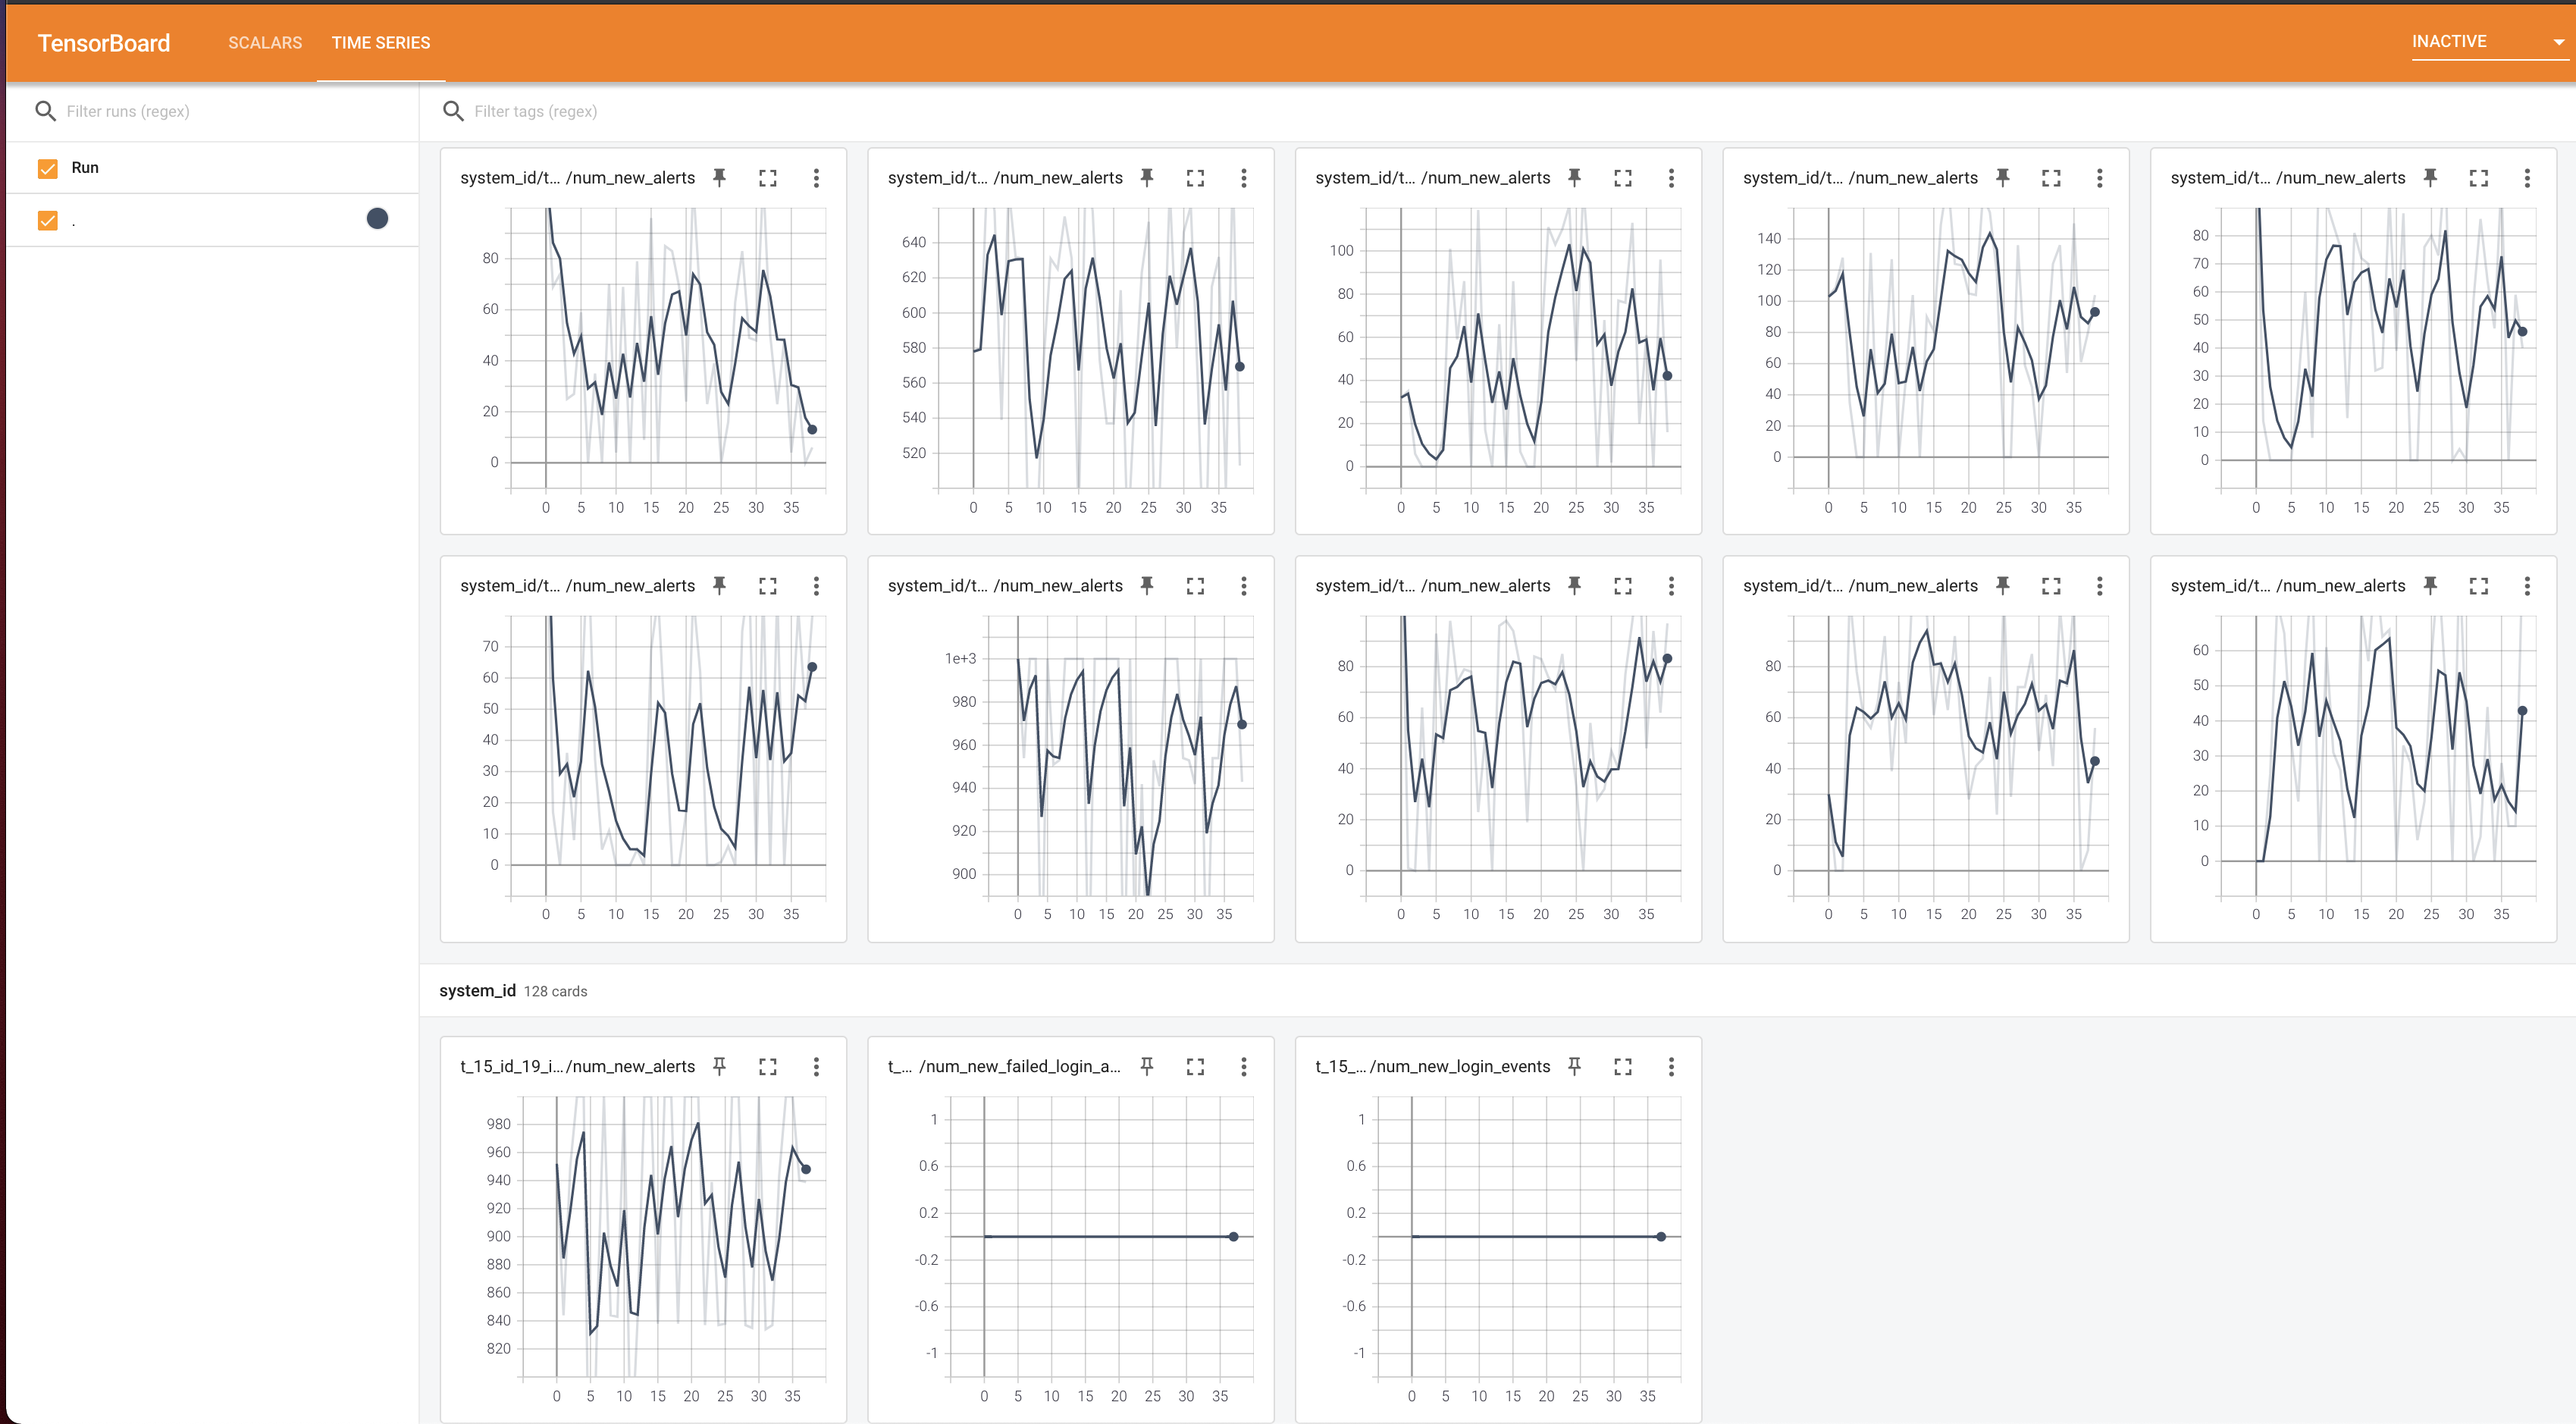 TensorBoard SCALARS TIME SERIES INACTIVE
Filter runs (regex)
Filter tags (regex)
Run
.
system_id/t... /num_new_alerts
80
60
40
20
0
0 5 10 15 20 25 30 35
system_id/t... /num_new_alerts
640
620
600
580
560
540
520
0 5 10 15 20 25 30 35
system_id/t... /num_new_alerts
100
80
60
40
20
0
0 5 10 15 20 25 30 35
system_id/t... /num_new_alerts
140
120
100
80
60
40
20
0
0 5 10 15 20 25 30 35
system_id/t... /num_new_alerts
80
70
60
50
40
30
20
10
0
0 5 10 15 20 25 30 35
system_id/t... /num_new_alerts
70
60
50
40
30
20
10
0
0 5 10 15 20 25 30 35
system_id/t... /num_new_alerts
1e+3
980
960
940
920
900
0 5 10 15 20 25 30 35
system_id/t... /num_new_alerts
80
60
40
20
0
0 5 10 15 20 25 30 35
system_id/t... /num_new_alerts
80
60
40
20
0
0 5 10 15 20 25 30 35
system_id/t... /num_new_alerts
60
50
40
30
20
10
0
0 5 10 15 20 25 30 35
system_id 128 cards
t_15_id_19_i... /num_new_alerts
980
960
940
920
900
880
860
840
820
0 5 10 15 20 25 30 35
t_... /num_new_failed_login_a...
1
0.6
0.2
-0.2
-0.6
-1
0 5 10 15 20 25 30 35
t_15_... /num_new_login_events
1
0.6
0.2
-0.2
-0.6
-1
0 5 10 15 20 25 30 35